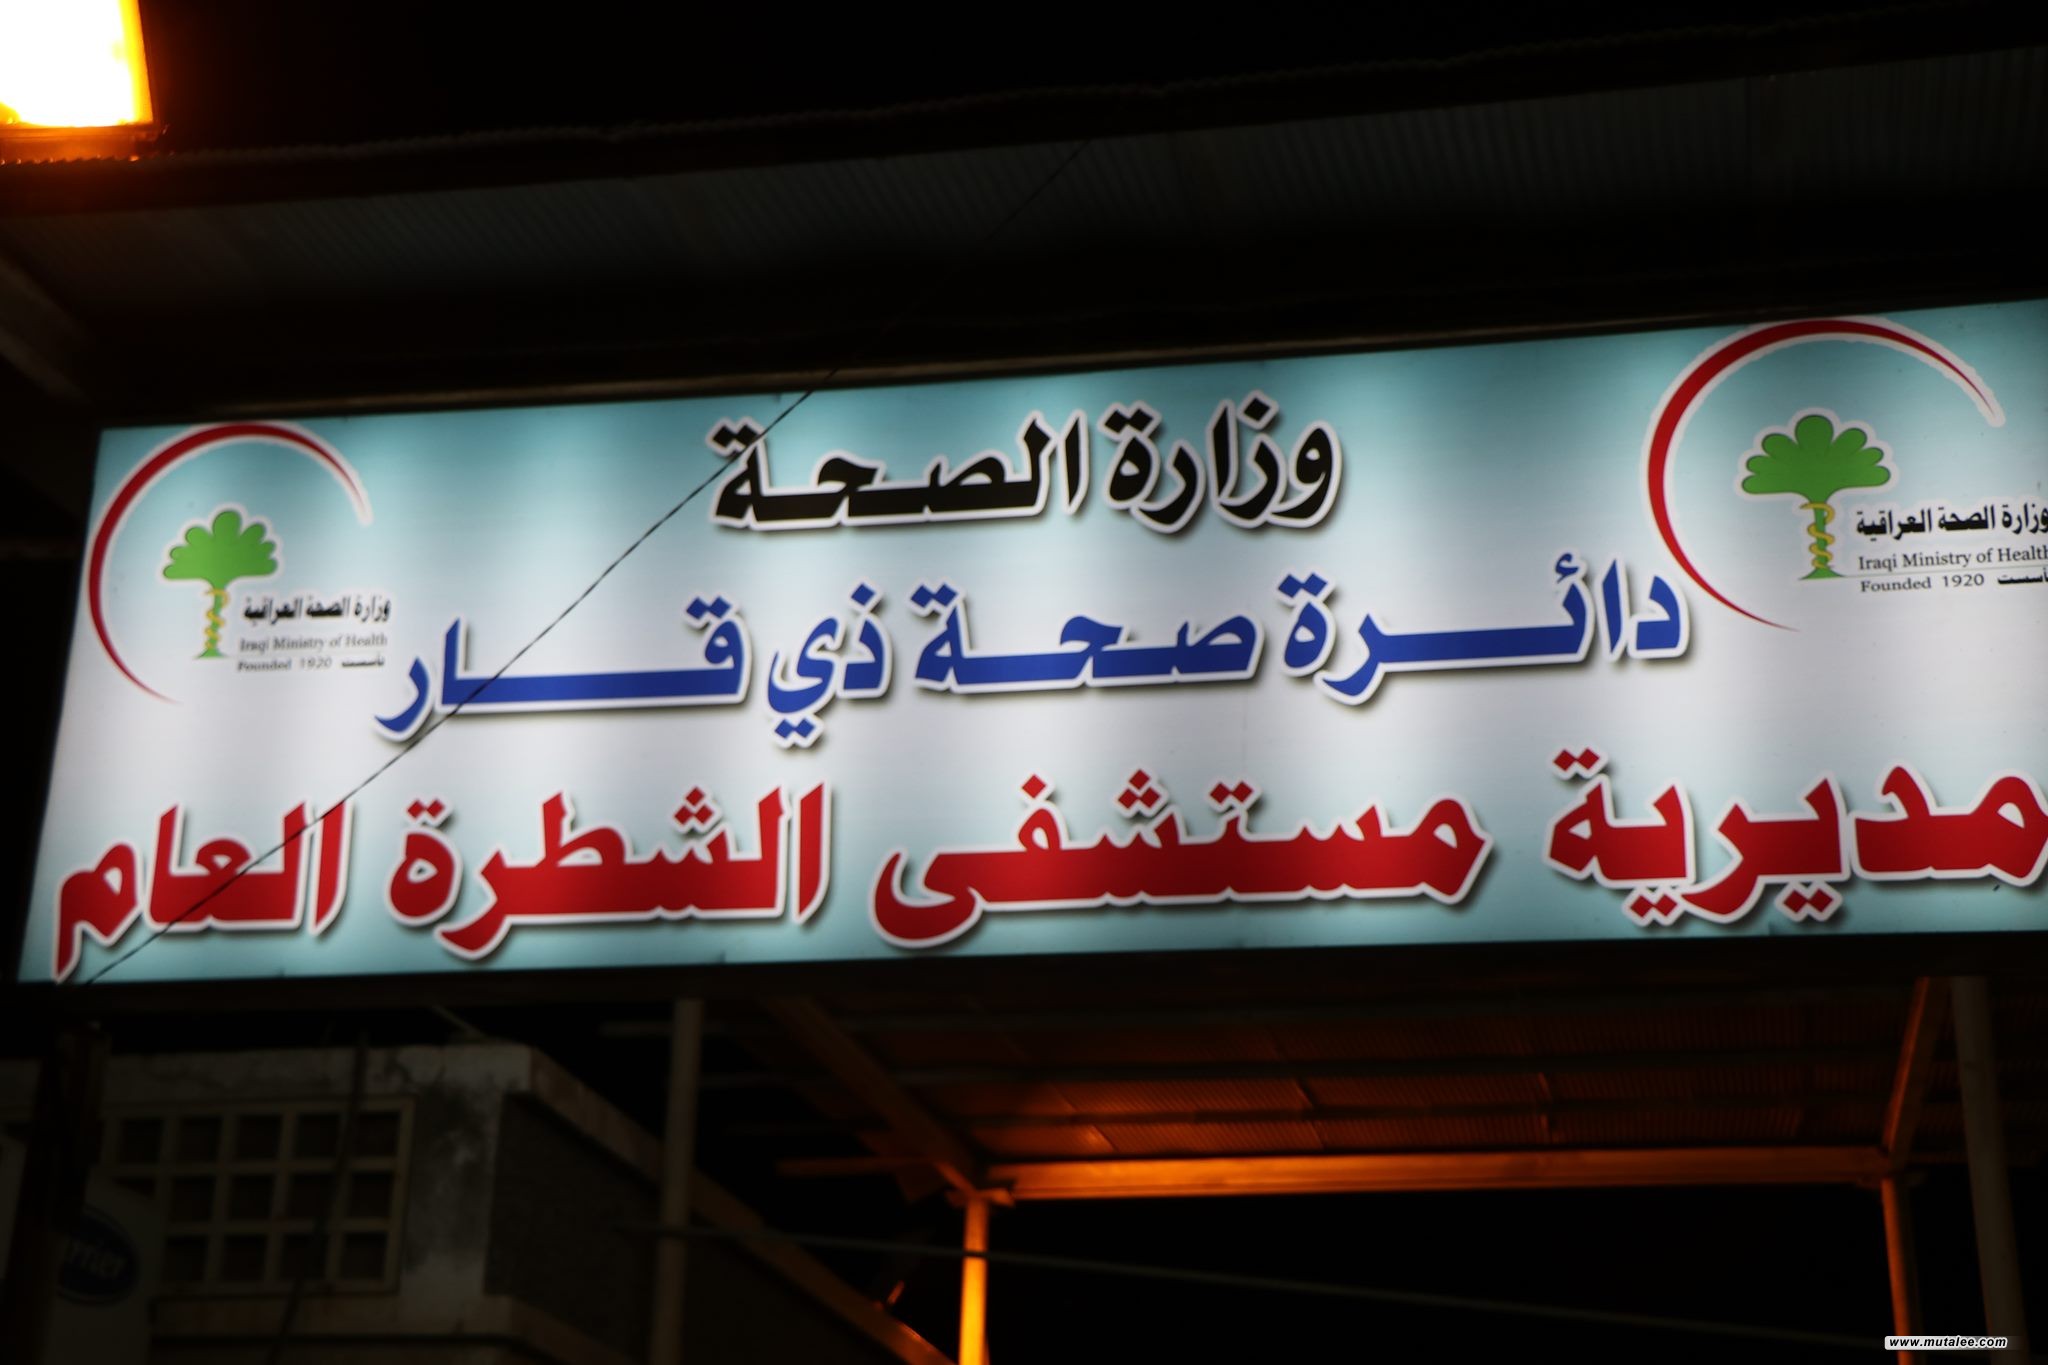 وزارة الصحة
دائرة صحة ذي قار
مديرية مستشفى الشطرة العام
وزارة الصحة العراقية
Iraqi Ministry of Health
Founded 1920 تأسست
وزارة الصحة العراقية
Iraqi Ministry of Health
Founded 1920 تأسست
www.mutalee.com